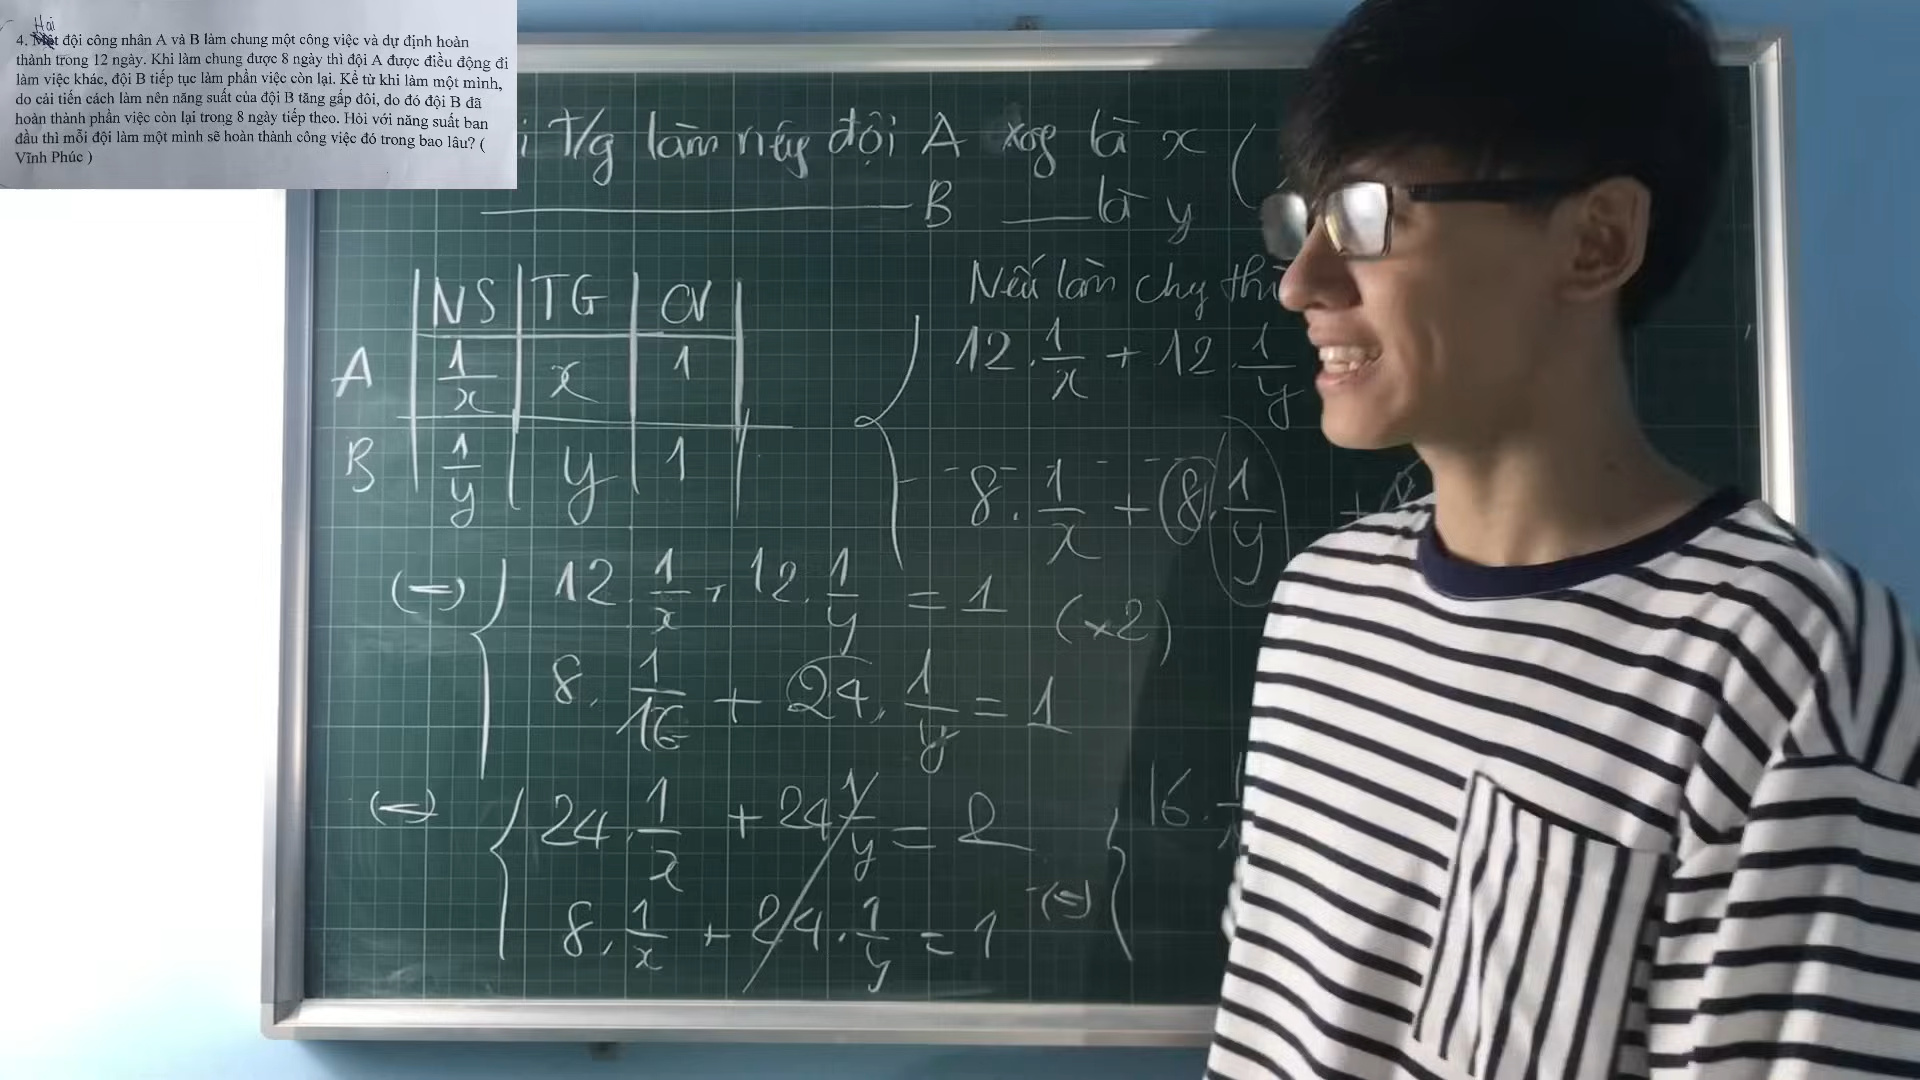 Hai
4. Một đội công nhân A và B làm chung một công việc và dự định hoàn
thành trong 12 ngày. Khi làm chung được 8 ngày thì đội A được điều động đi
làm việc khác, đội B tiếp tục làm phần việc còn lại. Kể từ khi làm một mình,
do cải tiến cách làm nên năng suất của đội B tăng gấp đôi, do đó đội B đã
hoàn thành phần việc còn lại trong 8 ngày tiếp theo. Hỏi với năng suất ban
đầu thì mỗi đội làm một mình sẽ hoàn thành công việc đó trong bao lâu? (
Vĩnh Phúc )
i T/g làm riêng đội A xog là x (
B là y
NS TG CV
A 1/x x 1
B 1/y y 1
Nếu làm chg thì
12 . 1/x + 12 . 1/y
8 . 1/x + 8 . 1/y +
(=) 12 . 1/x + 12 . 1/y = 1 (x2)
8 . 1/16 + 24 . 1/y = 1
(=) 24 . 1/x + 24 1/y = 2
8 . 1/x + 24 . 1/y = 1
(=) 16 .